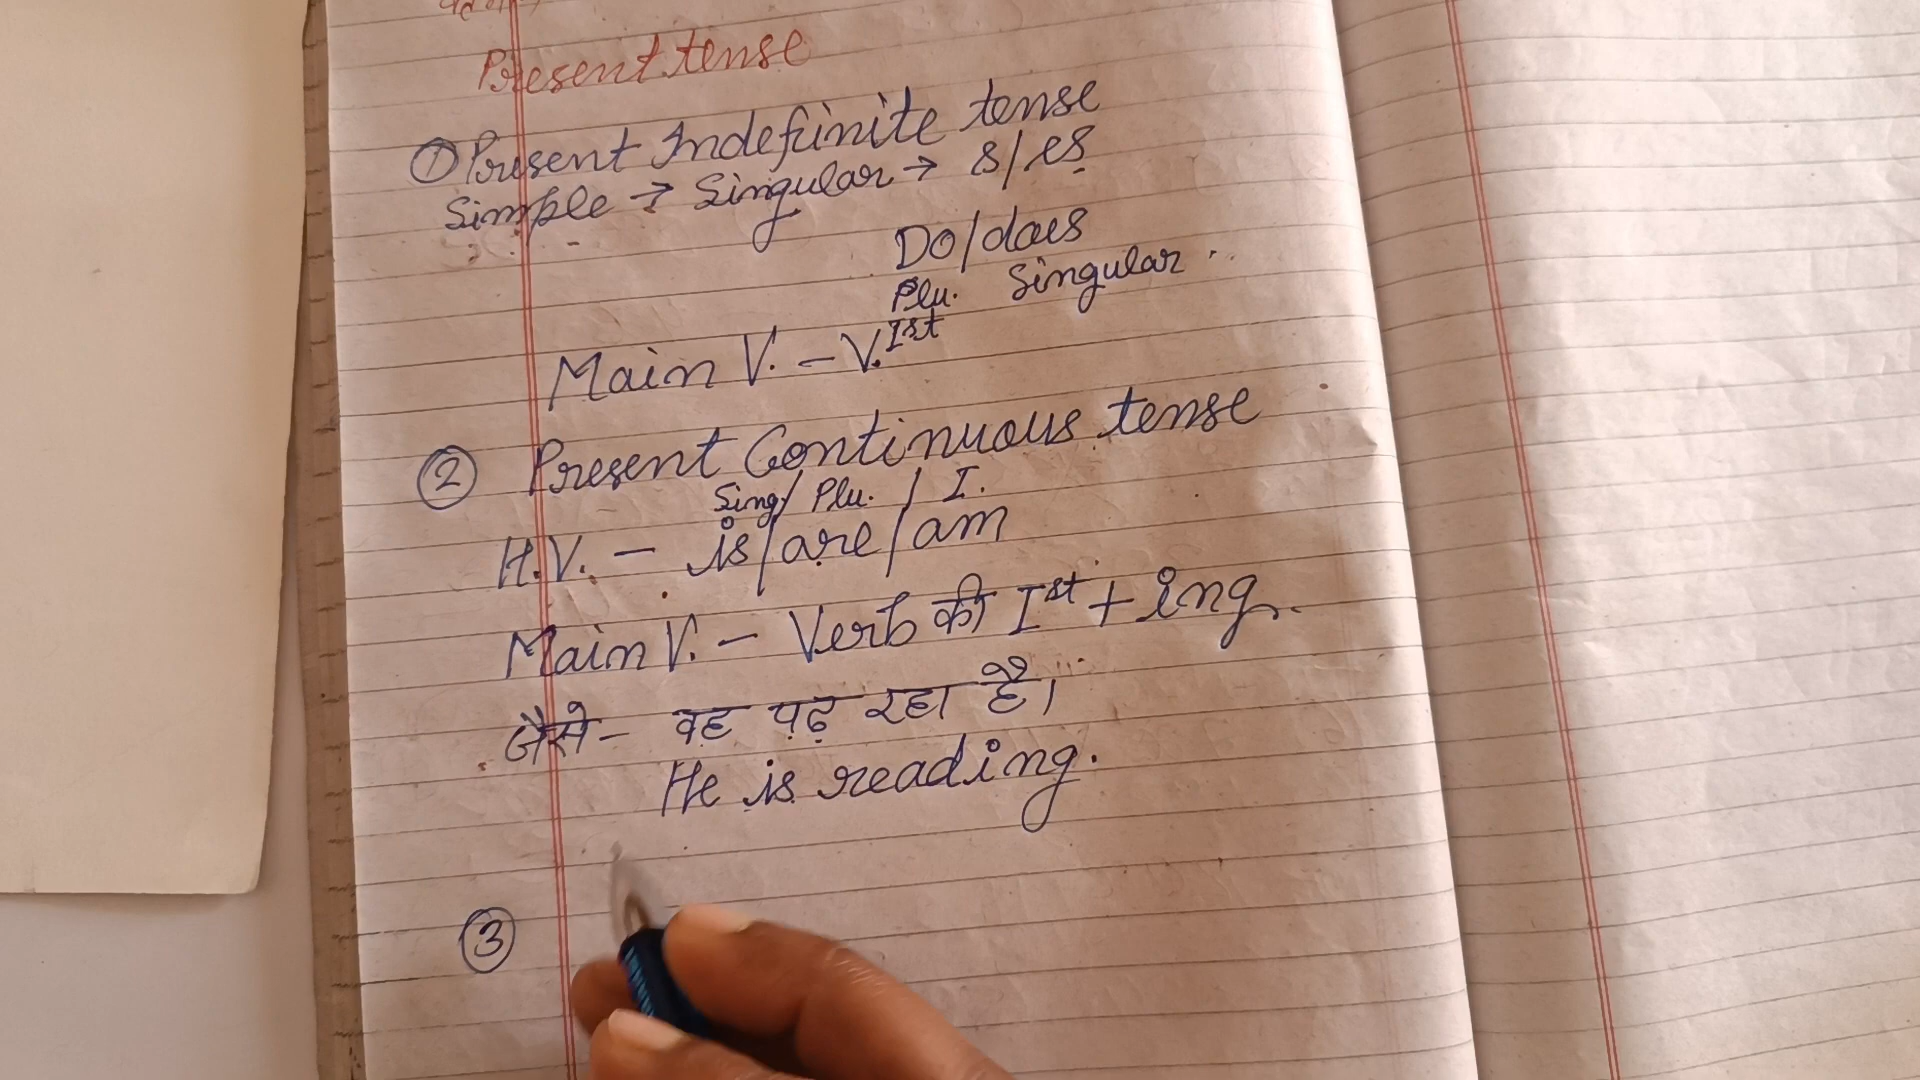 Present tense
① Present Indefinite tense
Simple → Singular → s/es
Do/daes
Plu. Singular.
Main V. – V. Ist
② Present Continuous tense
Sing/ Plu. / I.
H.V. – is/are/am
Main V. – Verb की Ist + ing.
जैसे – वह पढ़ रहा है।
He is reading.
③